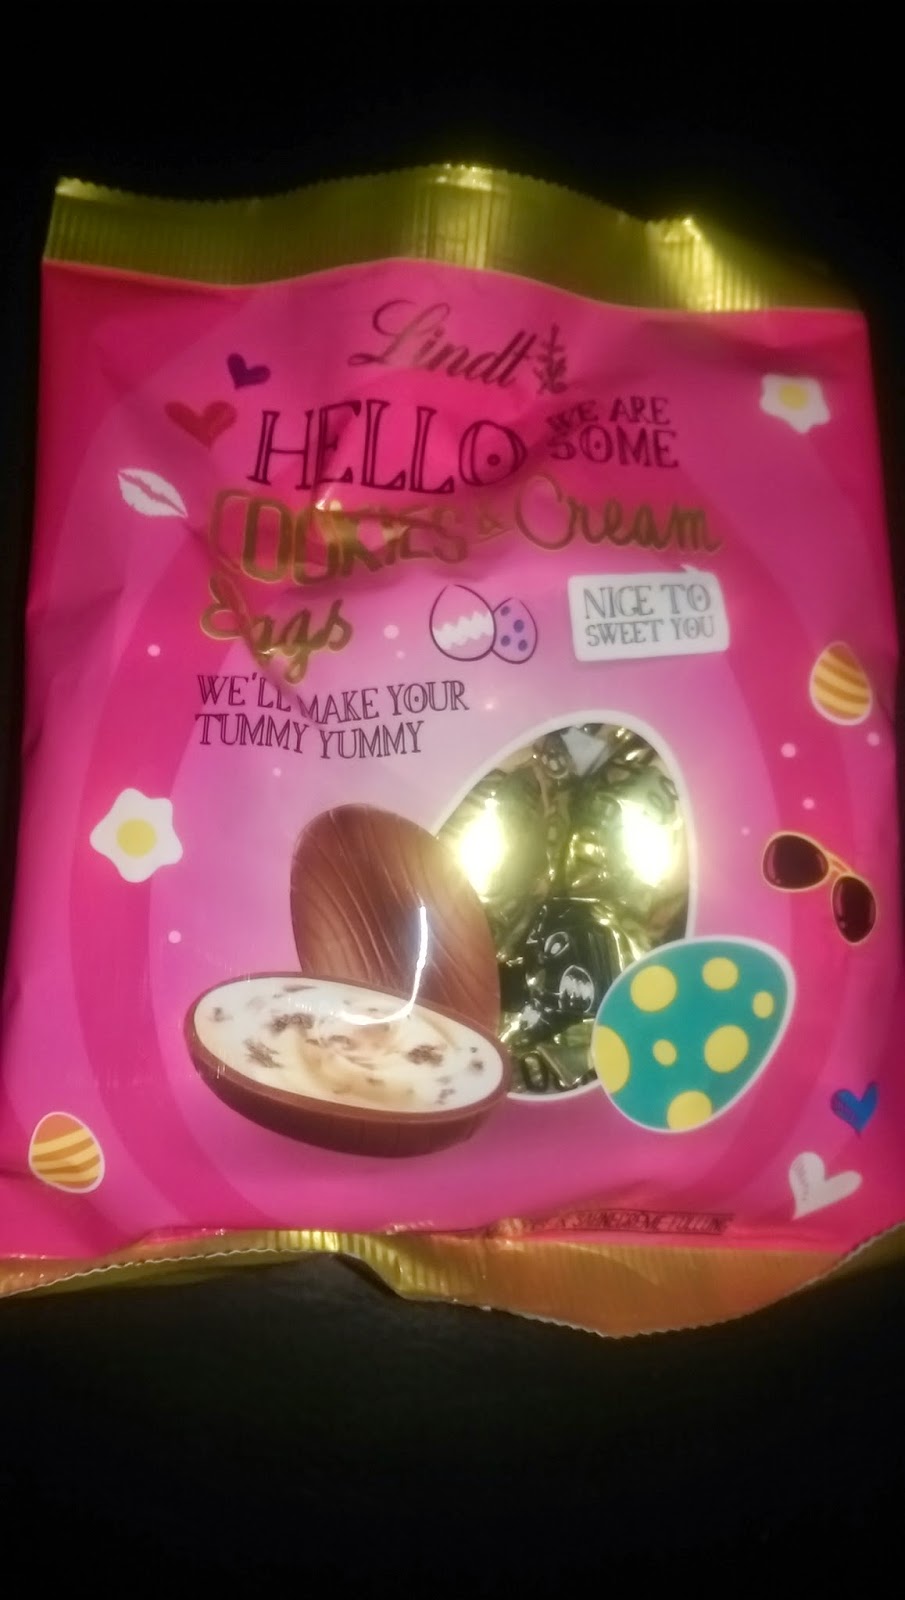 Lindt
HELLO WE ARE SOME
COOKIES & Cream
Eggs
NICE TO
SWEET YOU
WE'LL MAKE YOUR
TUMMY YUMMY